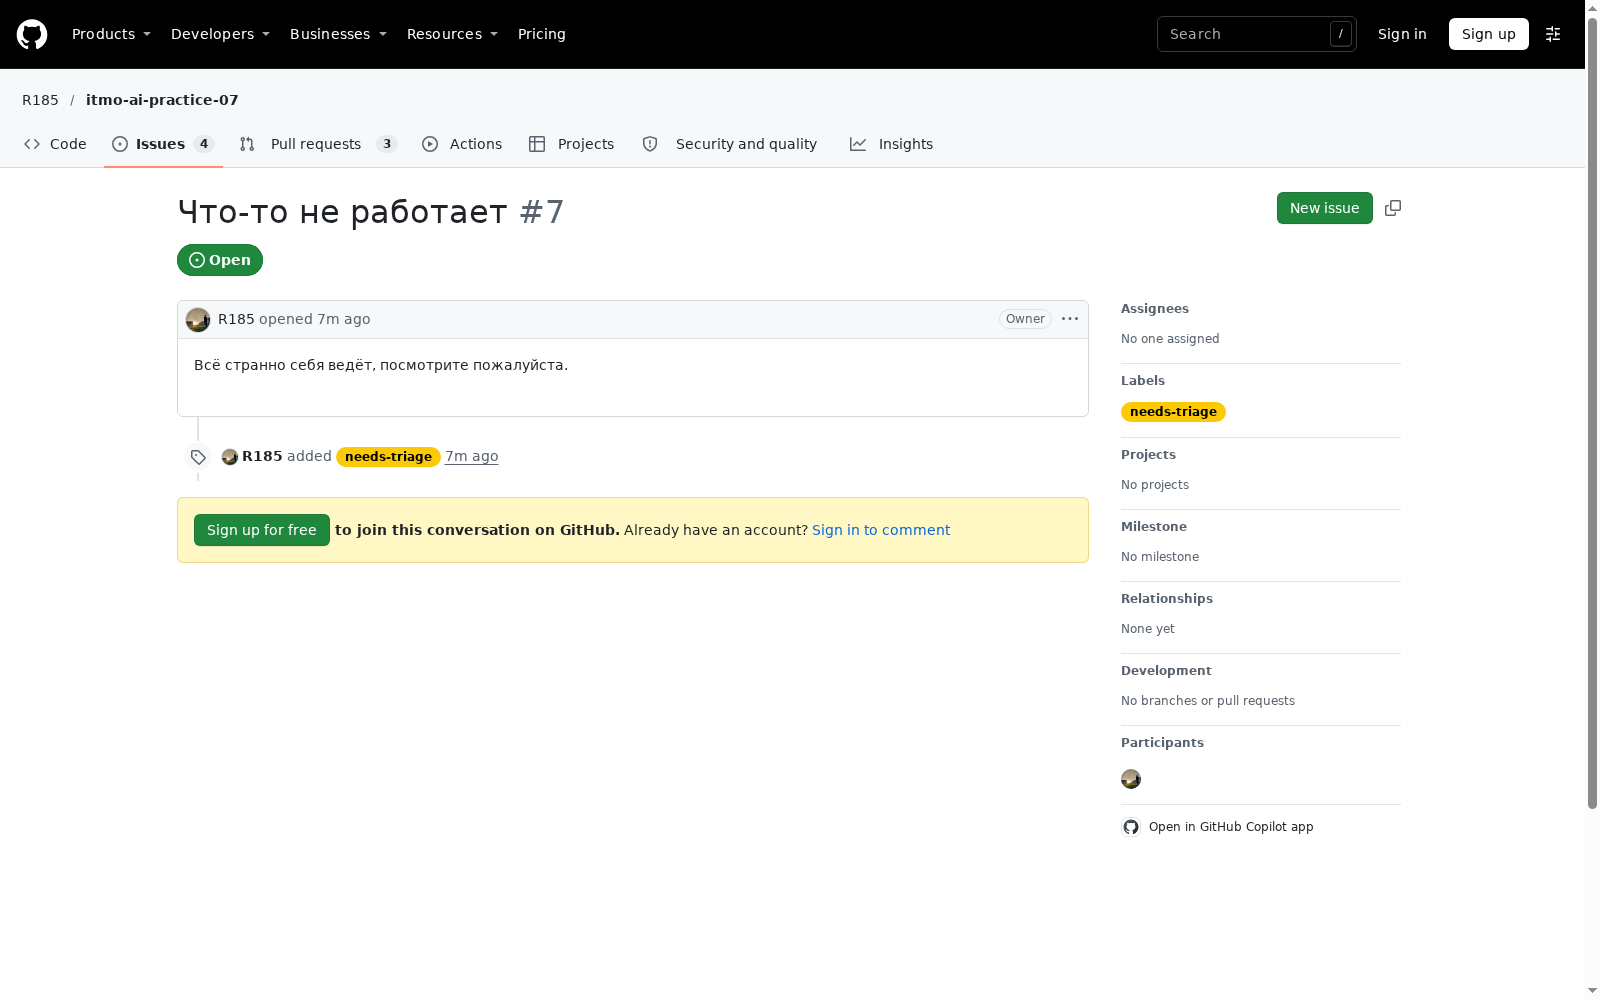 Products Developers Businesses Resources Pricing Search / Sign in Sign up
R185 / itmo-ai-practice-07
Code Issues 4 Pull requests 3 Actions Projects Security and quality Insights
Что-то не работает #7
New issue
Open
R185 opened 7m ago Owner
Всё странно себя ведёт, посмотрите пожалуйста.
R185 added needs-triage 7m ago
Sign up for free to join this conversation on GitHub. Already have an account? Sign in to comment
Assignees
No one assigned
Labels
needs-triage
Projects
No projects
Milestone
No milestone
Relationships
None yet
Development
No branches or pull requests
Participants
Open in GitHub Copilot app